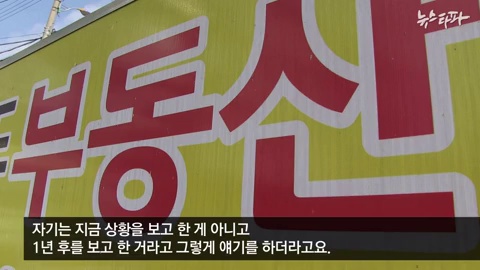 뉴스타파
부동산
자기는 지금 상황을 보고 한 게 아니고
1년 후를 보고 한 거라고 그렇게 얘기를 하더라고요.